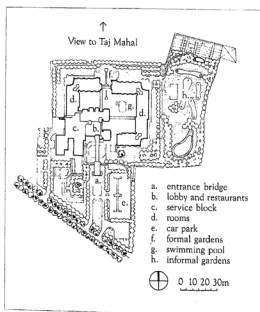 ↑
View to Taj Mahal
h.
d.
g.
d.
c.
b.
a.
e.
a. entrance bridge
b. lobby and restaurants
c. service block
d. rooms
e. car park
f. formal gardens
g. swimming pool
h. informal gardens
0 10 20 30m